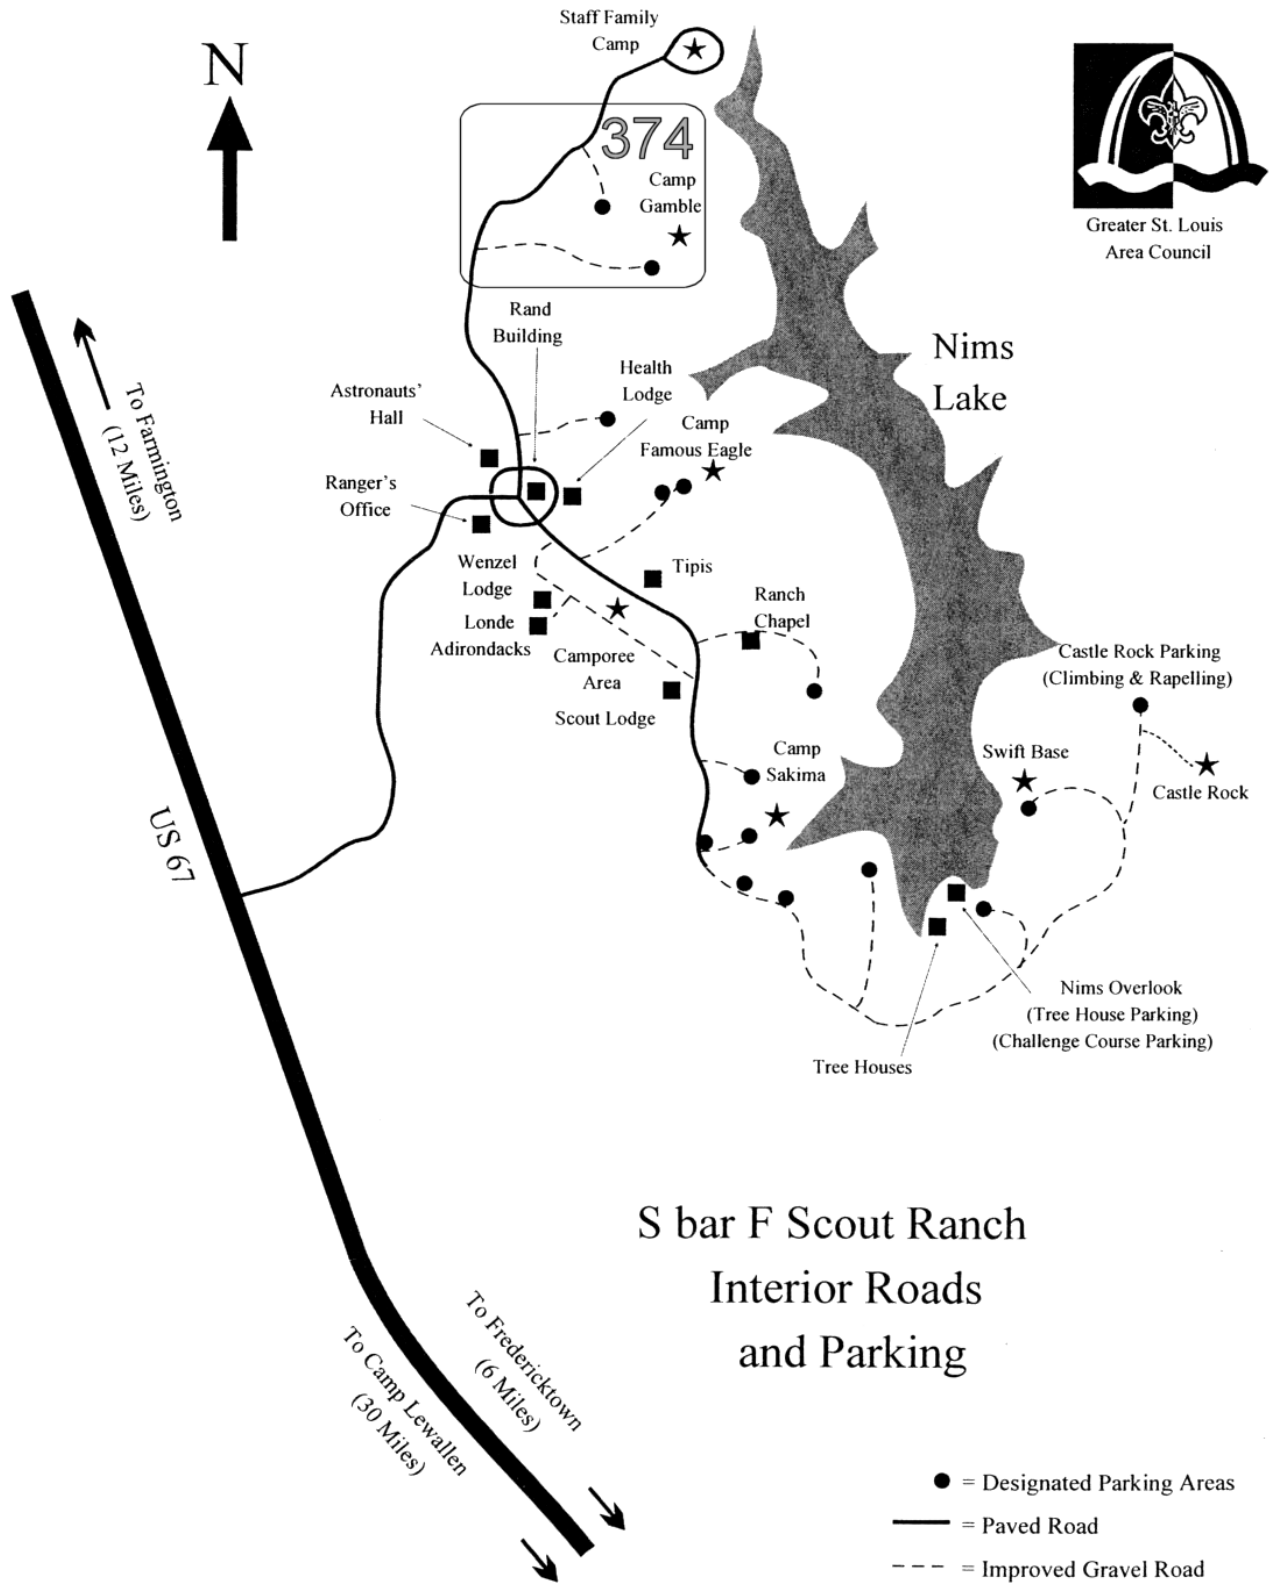 Staff Family
Camp
N
374
Camp
Gamble
Greater St. Louis
Area Council
Rand
Building
Nims
Lake
Health
Lodge
Astronauts'
Hall
To Farmington
(12 Miles)
Camp
Famous Eagle
Ranger's
Office
Wenzel
Lodge
Tipis
Ranch
Chapel
Londe
Adirondacks
Camporee
Area
Castle Rock Parking
(Climbing & Rapelling)
Scout Lodge
Camp
Sakima
Swift Base
Castle Rock
US 67
Nims Overlook
(Tree House Parking)
(Challenge Course Parking)
Tree Houses
S bar F Scout Ranch
Interior Roads
and Parking
To Fredericktown
(6 Miles)
To Camp Lewallen
(30 Miles)
= Designated Parking Areas
= Paved Road
= Improved Gravel Road